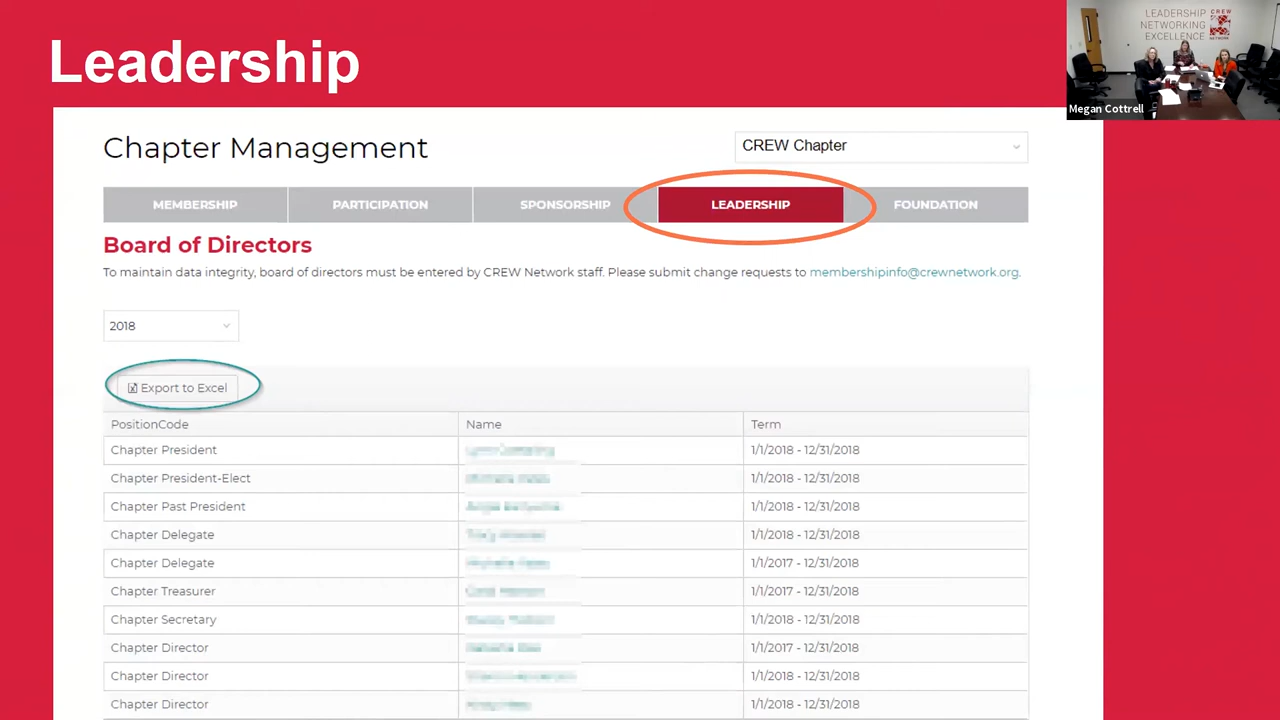 Leadership
LEADERSHIP
NETWORKING
EXCELLENCE
CREW
NETWORK
Megan Cottrell
Chapter Management
CREW Chapter
MEMBERSHIP PARTICIPATION SPONSORSHIP LEADERSHIP FOUNDATION
Board of Directors
To maintain data integrity, board of directors must be entered by CREW Network staff. Please submit change requests to membershipinfo@crewnetwork.org.
2018
Export to Excel
PositionCode Name Term
Chapter President 1/1/2018 - 12/31/2018
Chapter President-Elect 1/1/2018 - 12/31/2018
Chapter Past President 1/1/2018 - 12/31/2018
Chapter Delegate 1/1/2018 - 12/31/2018
Chapter Delegate 1/1/2017 - 12/31/2018
Chapter Treasurer 1/1/2017 - 12/31/2018
Chapter Secretary 1/1/2018 - 12/31/2018
Chapter Director 1/1/2017 - 12/31/2018
Chapter Director 1/1/2018 - 12/31/2018
Chapter Director 1/1/2018 - 12/31/2018